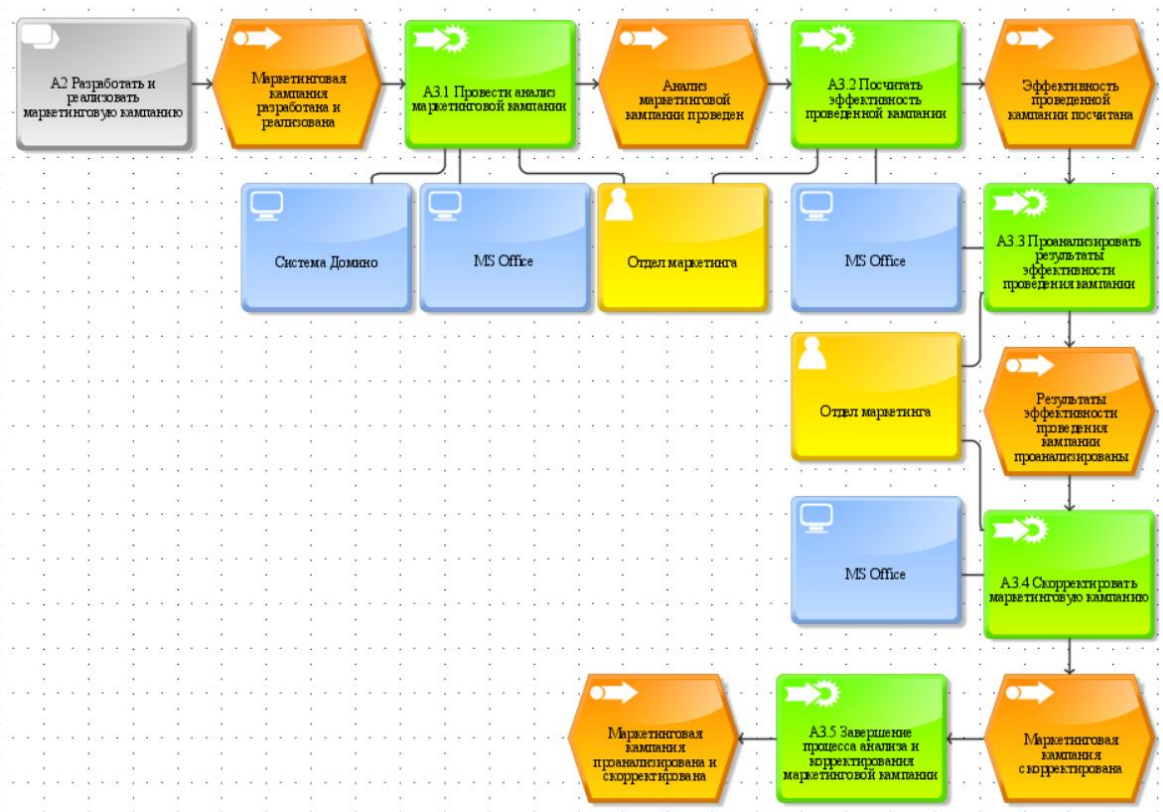 А2 Разработать и
реализовать
маркетинговую кампанию
Маркетинговая
кампания
разработана и
реализована
А3.1 Провести анализ
маркетинговой кампании
Анализ
маркетинговой
кампании проведен
А3.2 Посчитать
эффективность
проведенной кампании
Эффективность
проведенной
кампании посчитана
Система Домино
MS Office
Отдел маркетинга
MS Office
А3.3 Проанализировать
результаты
эффективности
проведения кампании
Отдел маркетинга
Результаты
эффективности
проведения
кампании
проанализированы
MS Office
А3.4 Скорректировать
маркетинговую кампанию
Маркетинговая
кампания
проанализирована и
скорректирована
А3.5 Завершение
процесса анализа и
корректирования
маркетинговой кампании
Маркетинговая
кампания
скорректирована